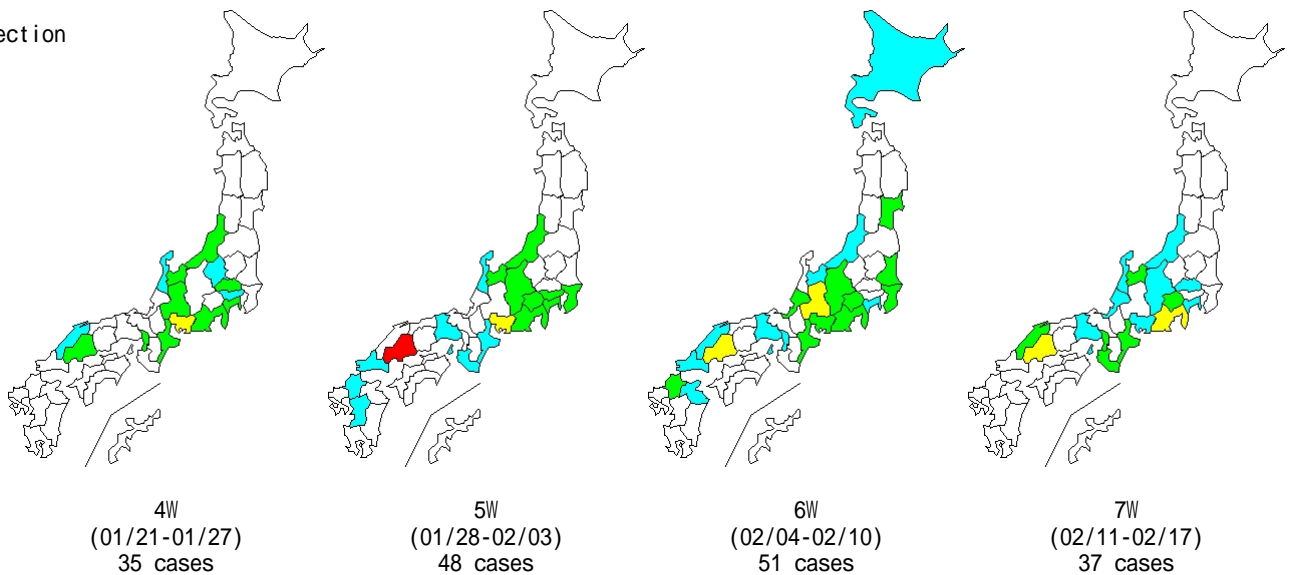 ection
4W
(01/21-01/27)
35 cases
5W
(01/28-02/03)
48 cases
6W
(02/04-02/10)
51 cases
7W
(02/11-02/17)
37 cases